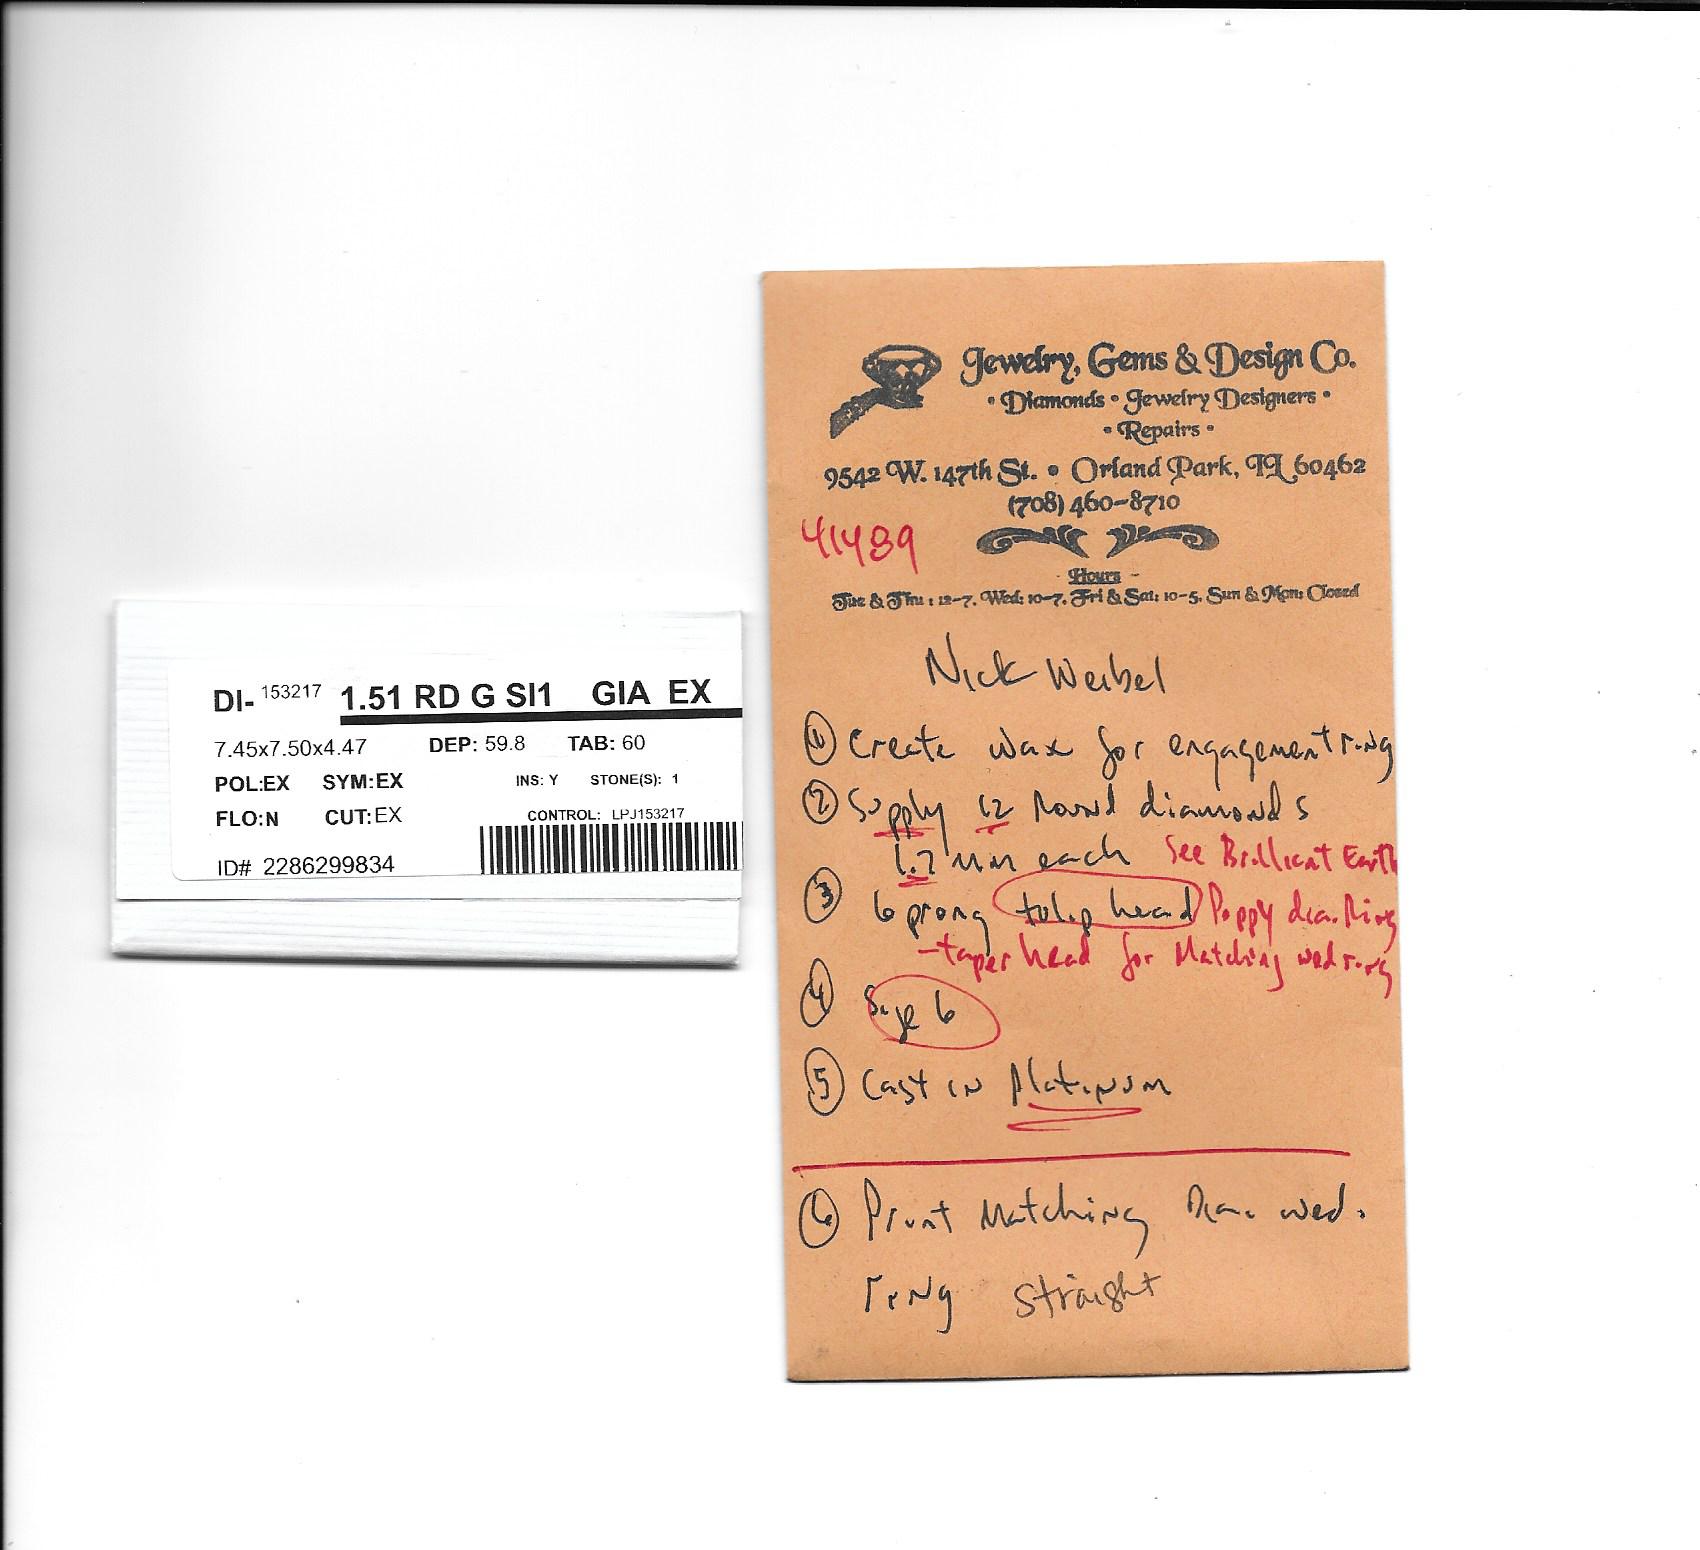 DI- 153217 1.51 RD G SI1 GIA EX
7.45x7.50x4.47 DEP: 59.8 TAB: 60
POL:EX SYM:EX INS: Y STONE(S): 1
FLO:N CUT:EX CONTROL: LPJ153217
ID# 2286299834
Jewelry, Gems & Design Co.
• Diamonds • Jewelry Designers •
• Repairs •
9542 W. 147th St. • Orland Park, IL 60462
(708) 460-8710
41489
Hours
Tue & Thu: 12-7, Wed: 10-7, Fri & Sat: 10-5, Sun & Mon: Closed
Nick Weibel
1 Create wax for engagement ring
2 Supply 12 round diamonds
1.7 mm each See Brilliant Earth
3 6 prong tulip head Poppy dia. Ring
- taper head for Matching wed ring
4 Size 6
5 Cast in Platinum
6 Print Matching Dia. wed.
ring straight